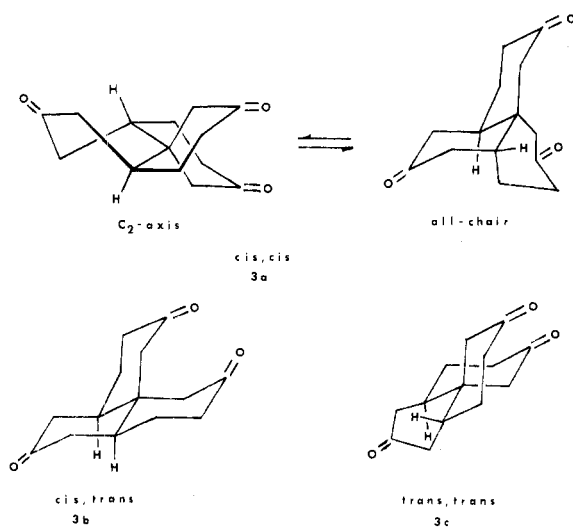 O
H
O
H
O
C₂-axis
O
H
H
O
O
all-chair
cis,cis
3a
O
O
O
H
H
cis,trans
3b
O
O
H
H
O
trans,trans
3c